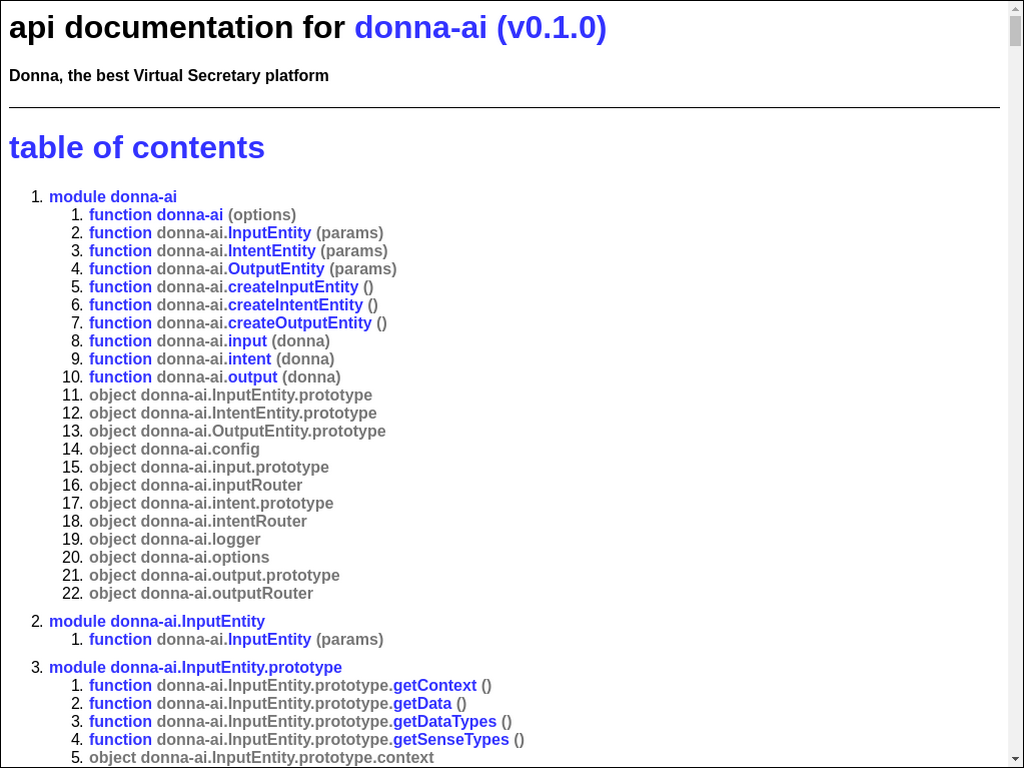 api documentation for donna-ai (v0.1.0)
Donna, the best Virtual Secretary platform
table of contents
1. module donna-ai
1. function donna-ai (options)
2. function donna-ai.InputEntity (params)
3. function donna-ai.IntentEntity (params)
4. function donna-ai.OutputEntity (params)
5. function donna-ai.createInputEntity ()
6. function donna-ai.createIntentEntity ()
7. function donna-ai.createOutputEntity ()
8. function donna-ai.input (donna)
9. function donna-ai.intent (donna)
10. function donna-ai.output (donna)
11. object donna-ai.InputEntity.prototype
12. object donna-ai.IntentEntity.prototype
13. object donna-ai.OutputEntity.prototype
14. object donna-ai.config
15. object donna-ai.input.prototype
16. object donna-ai.inputRouter
17. object donna-ai.intent.prototype
18. object donna-ai.intentRouter
19. object donna-ai.logger
20. object donna-ai.options
21. object donna-ai.output.prototype
22. object donna-ai.outputRouter
2. module donna-ai.InputEntity
1. function donna-ai.InputEntity (params)
3. module donna-ai.InputEntity.prototype
1. function donna-ai.InputEntity.prototype.getContext ()
2. function donna-ai.InputEntity.prototype.getData ()
3. function donna-ai.InputEntity.prototype.getDataTypes ()
4. function donna-ai.InputEntity.prototype.getSenseTypes ()
5. object donna-ai.InputEntity.prototype.context